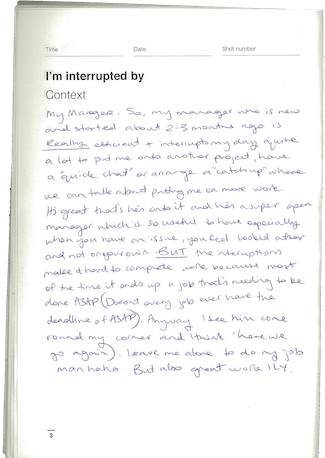 Time
Date
Shot number
I'm interrupted by
Context
My Manager. So, my manager who is new
and started about 2-3 months ago is
Really efficient + interrupts my day quite
a lot to put me onto another project, have
a "quick chat" or arrange a "catch up" where
we can talk about putting me on more work.
It's great that's he's onto it and he's a super open
manager which is so useful to have especially
when you have an issue, you feel looked after
and not on your own. BUT the interruptions
make it hard to complete work because most
of the time it ends up a job that's needing to be
done ASAP (Doesn't every job ever have the
deadline of ASAP). Anyway I see him come
round my corner and I think 'here we
go again'). Leave me alone to do my job
man haha. But also great work ILY.
3